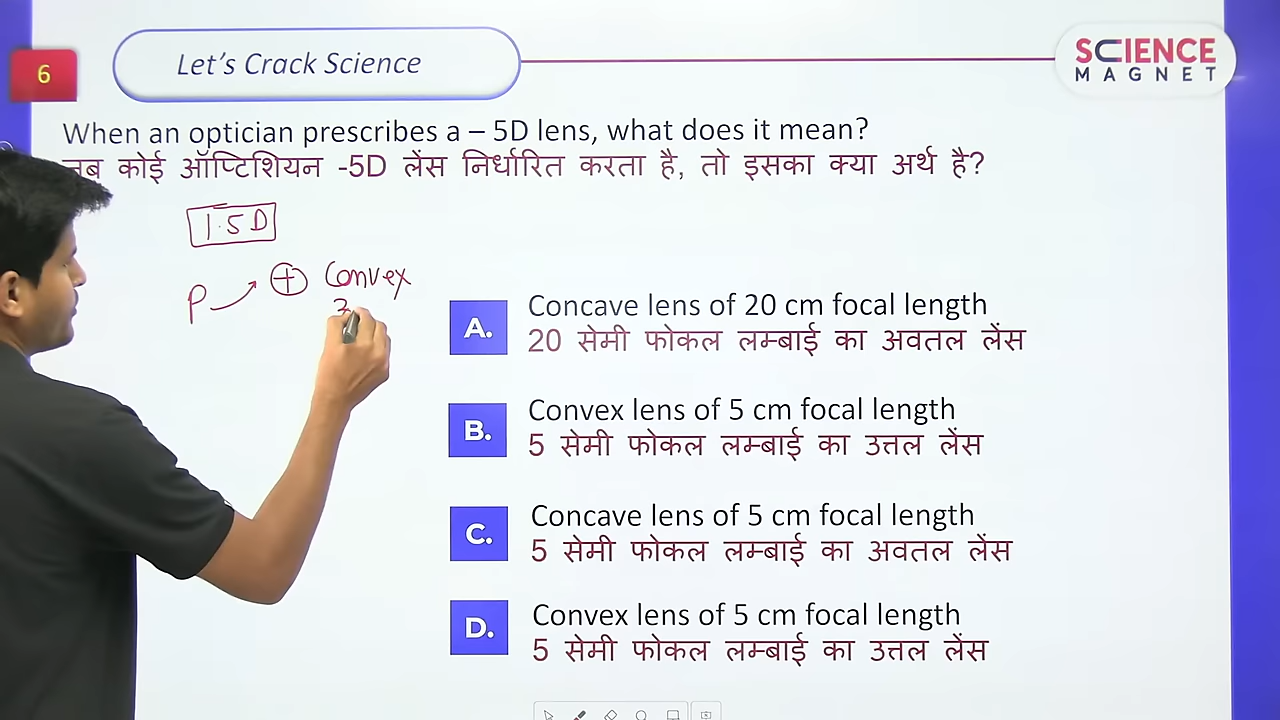 6
Let's Crack Science
SCIENCE
MAGNET
When an optician prescribes a – 5D lens, what does it mean?
कोई ऑप्टिशियन -5D लेंस निर्धारित करता है, तो इसका क्या अर्थ है?
1.5D
P + Convex
A. Concave lens of 20 cm focal length
20 सेमी फोकल लम्बाई का अवतल लेंस
B. Convex lens of 5 cm focal length
5 सेमी फोकल लम्बाई का उत्तल लेंस
C. Concave lens of 5 cm focal length
5 सेमी फोकल लम्बाई का अवतल लेंस
D. Convex lens of 5 cm focal length
5 सेमी फोकल लम्बाई का उत्तल लेंस